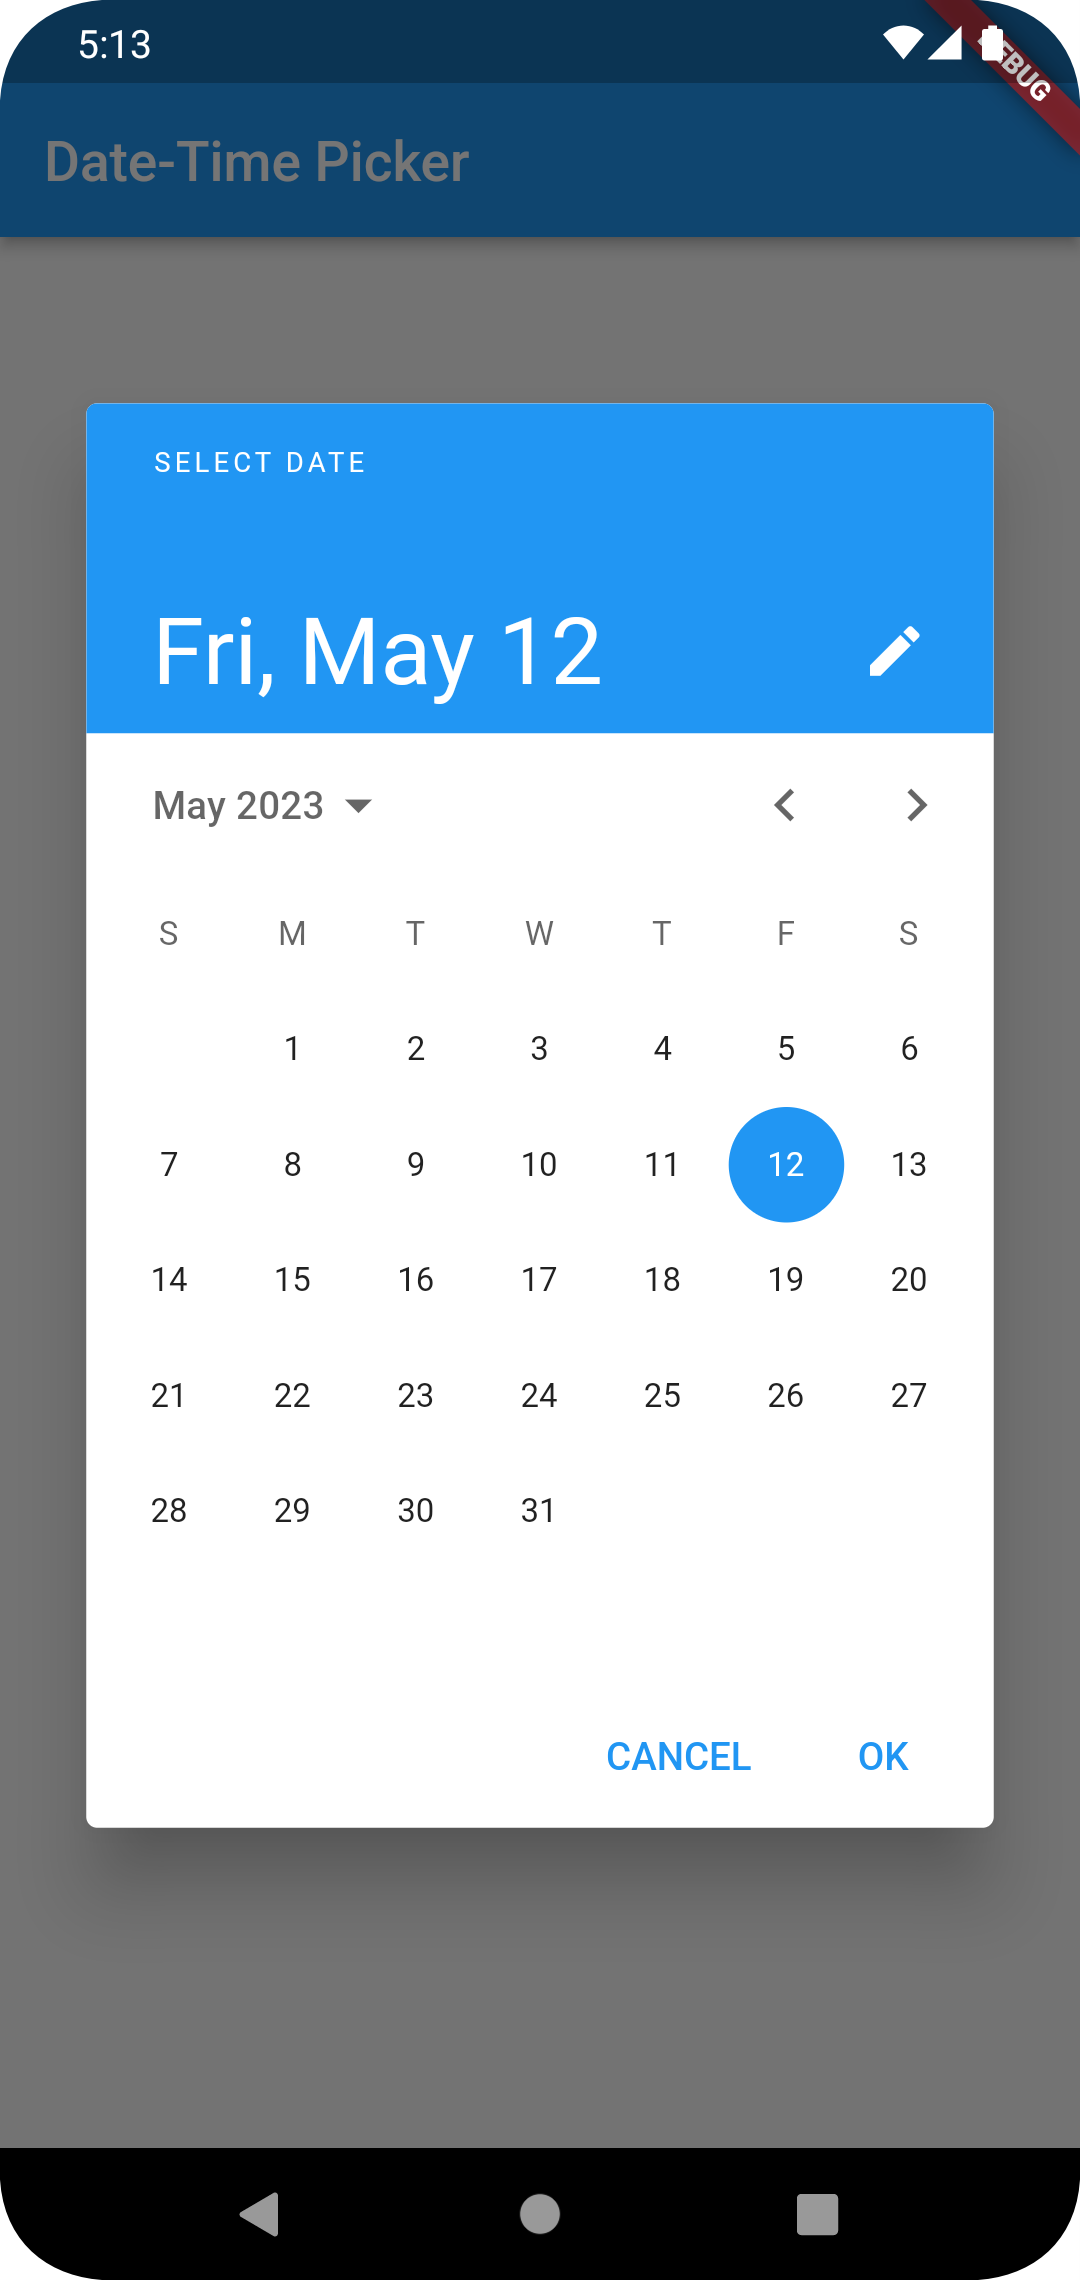 5:13
EBUG
Date-Time Picker
SELECT DATE
Fri, May 12
May 2023
S M T W T F S
1 2 3 4 5 6
7 8 9 10 11 12 13
14 15 16 17 18 19 20
21 22 23 24 25 26 27
28 29 30 31
CANCEL OK